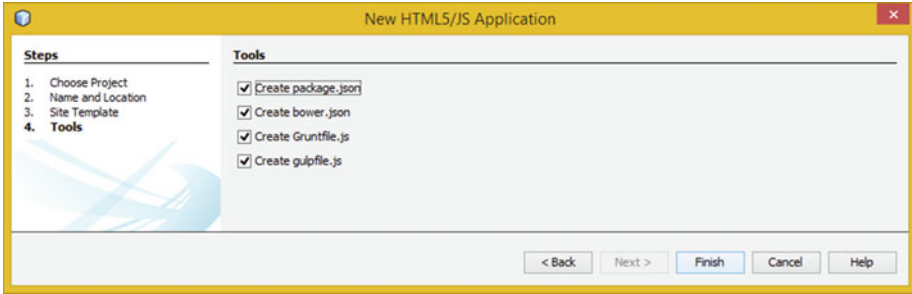 New HTML5/JS Application
Steps
1. Choose Project
2. Name and Location
3. Site Template
4. Tools
Tools
Create package.json
Create bower.json
Create Gruntfile.js
Create gulpfile.js
< Back Next > Finish Cancel Help